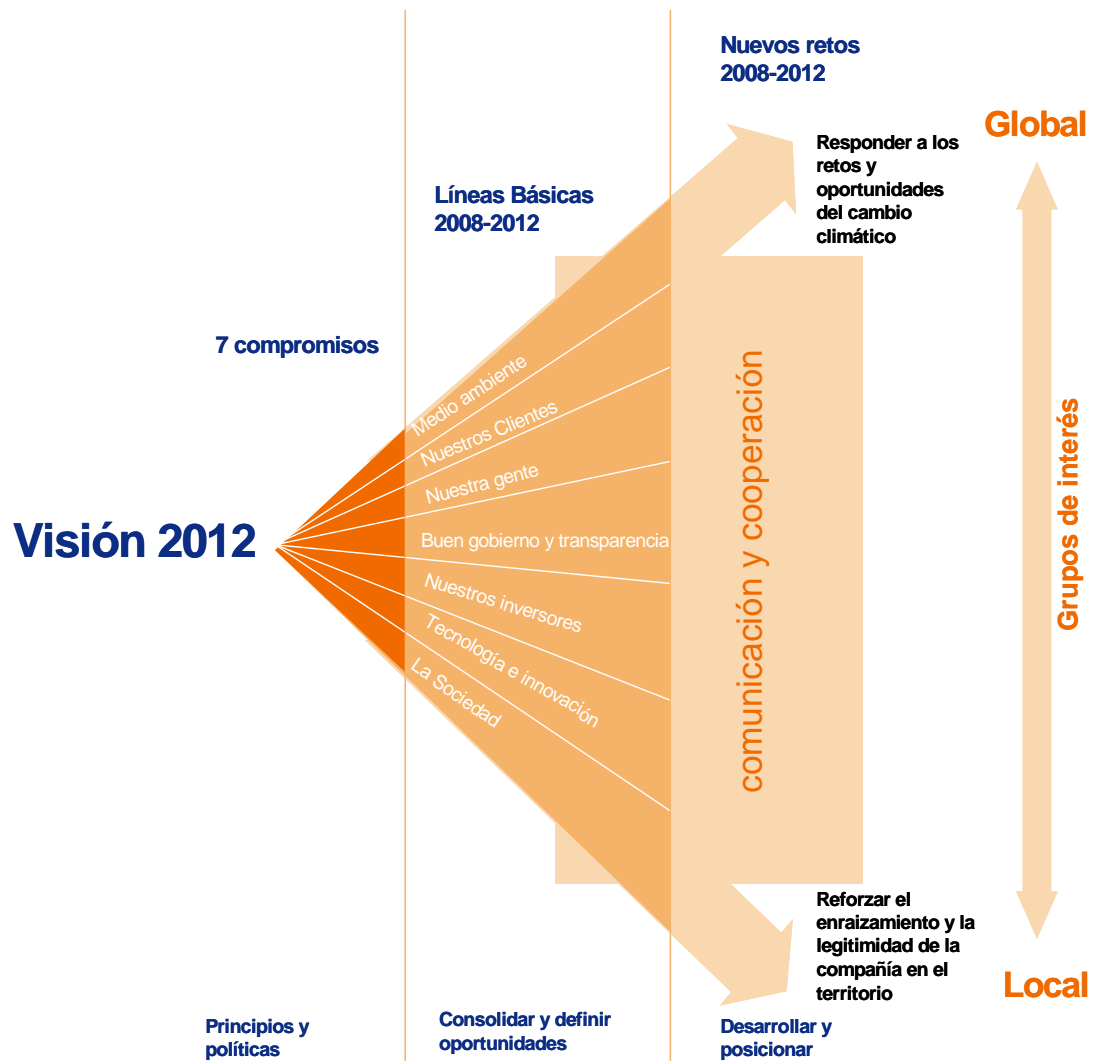 Nuevos retos
2008-2012
Global
Responder a los
retos y
oportunidades
del cambio
climático
Líneas Básicas
2008-2012
7 compromisos
Medio ambiente
Nuestros Clientes
Nuestra gente
Buen gobierno y transparencia
Nuestros inversores
Tecnología e innovación
La Sociedad
Visión 2012
comunicación y cooperación
Grupos de interés
Reforzar el
enraizamiento y la
legitimidad de la
compañía en el
territorio
Local
Principios y
políticas
Consolidar y definir
oportunidades
Desarrollar y
posicionar